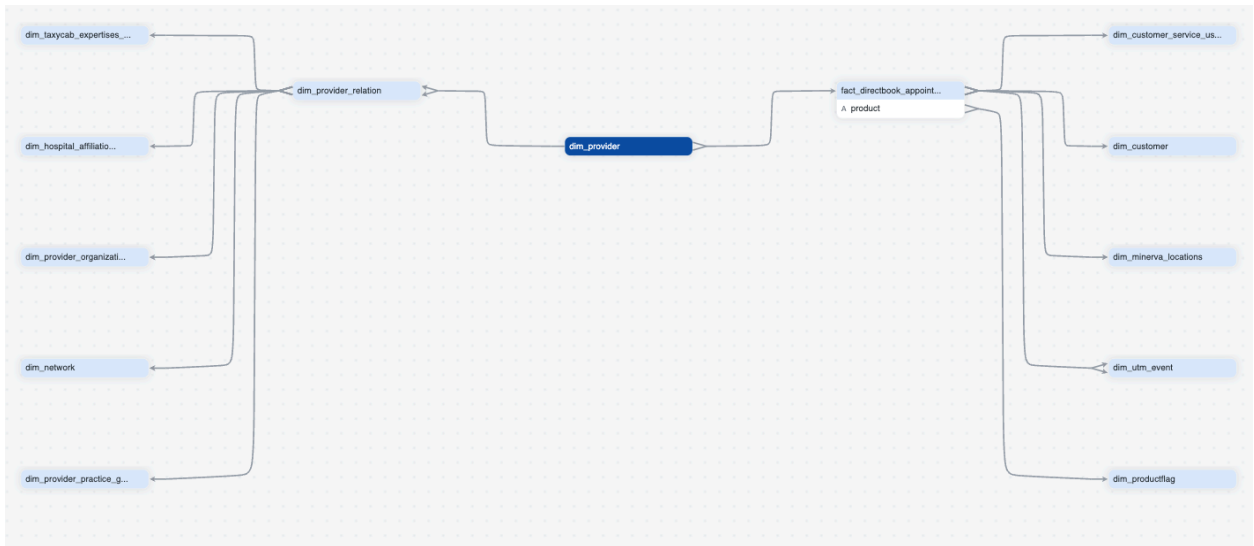 dim_taxycab_expertises_...
dim_customer_service_us...
dim_provider_relation
fact_directbook_appoint...
A product
dim_hospital_affiliatio...
dim_provider
dim_customer
dim_provider_organizati...
dim_minerva_locations
dim_network
dim_utm_event
dim_provider_practice_g...
dim_productflag